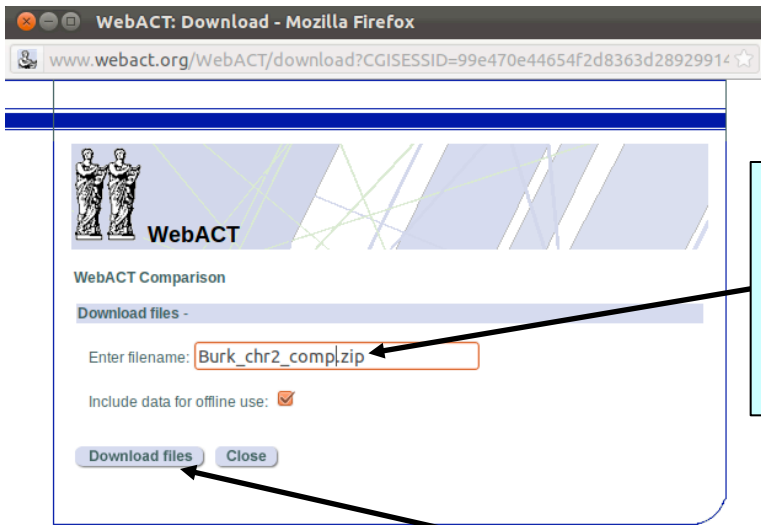 WebACT: Download - Mozilla Firefox
www.webact.org/WebACT/download?CGISESSID=99e470e44654f2d8363d28929914
WebACT
WebACT Comparison
Download files -
Enter filename: Burk_chr2_comp.zip
Include data for offline use:
Download files Close